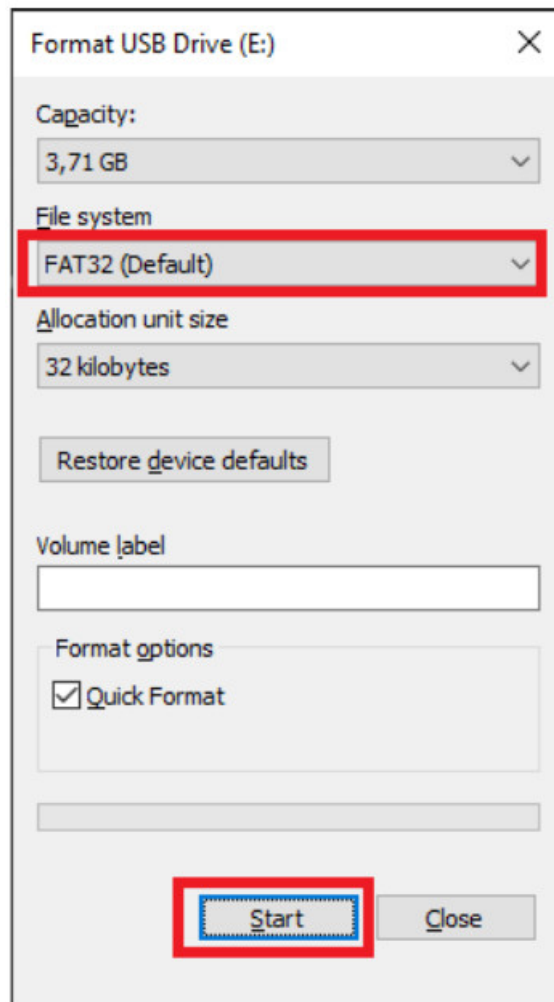 Format USB Drive (E:)
Capacity:
3,71 GB
File system
FAT32 (Default)
Allocation unit size
32 kilobytes
Restore device defaults
Volume label
Format options
Quick Format
Start Close